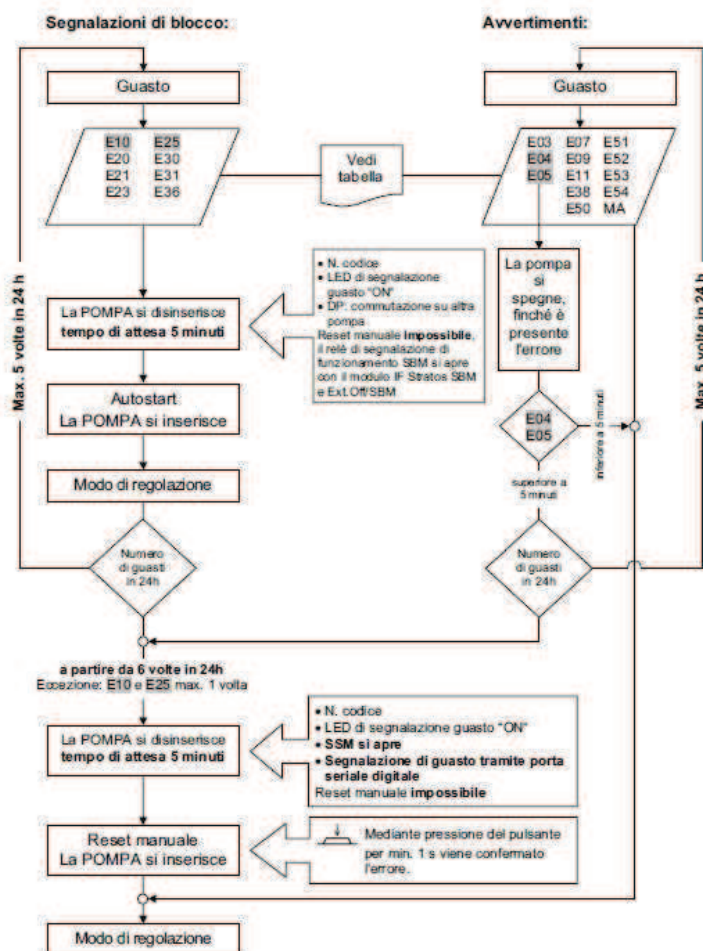 Segnalazioni di blocco:
Avvertimenti:
Guasto
Guasto
E10 E25
E20 E30
E21 E31
E23 E36
Vedi
tabella
E03 E07 E51
E04 E09 E52
E05 E11 E53
E38 E54
E50 MA
Max. 5 volte in 24 h
La POMPA si disinserisce
tempo di attesa 5 minuti
• N. codice
• LED di segnalazione
guasto "ON"
• DP: commutazione su altra
pompa
Reset manuale Impossibile,
il relè di segnalazione di
funzionamento SBM si apre
con il modulo IF Stratos SBM
e Ext.Off/SBM
La pompa
si
spegne,
finché è
presente
l'errore
Max. 5 volte in 24 h
Autostart
La POMPA si inserisce
E04
E05
inferiore a 5 minuti
superiore a
5 minuti
Modo di regolazione
Numero
di guasti
in 24h
Numero
di guasti
in 24h
a partire da 6 volte in 24h
Eccezione: E10 e E25 max. 1 volta
La POMPA si disinserisce
tempo di attesa 5 minuti
• N. codice
• LED di segnalazione guasto "ON"
• SSM si apre
• Segnalazione di guasto tramite porta
seriale digitale
Reset manuale impossibile
Reset manuale
La POMPA si inserisce
Mediante pressione del pulsante
per min. 1 s viene confermato
l'errore.
Modo di regolazione